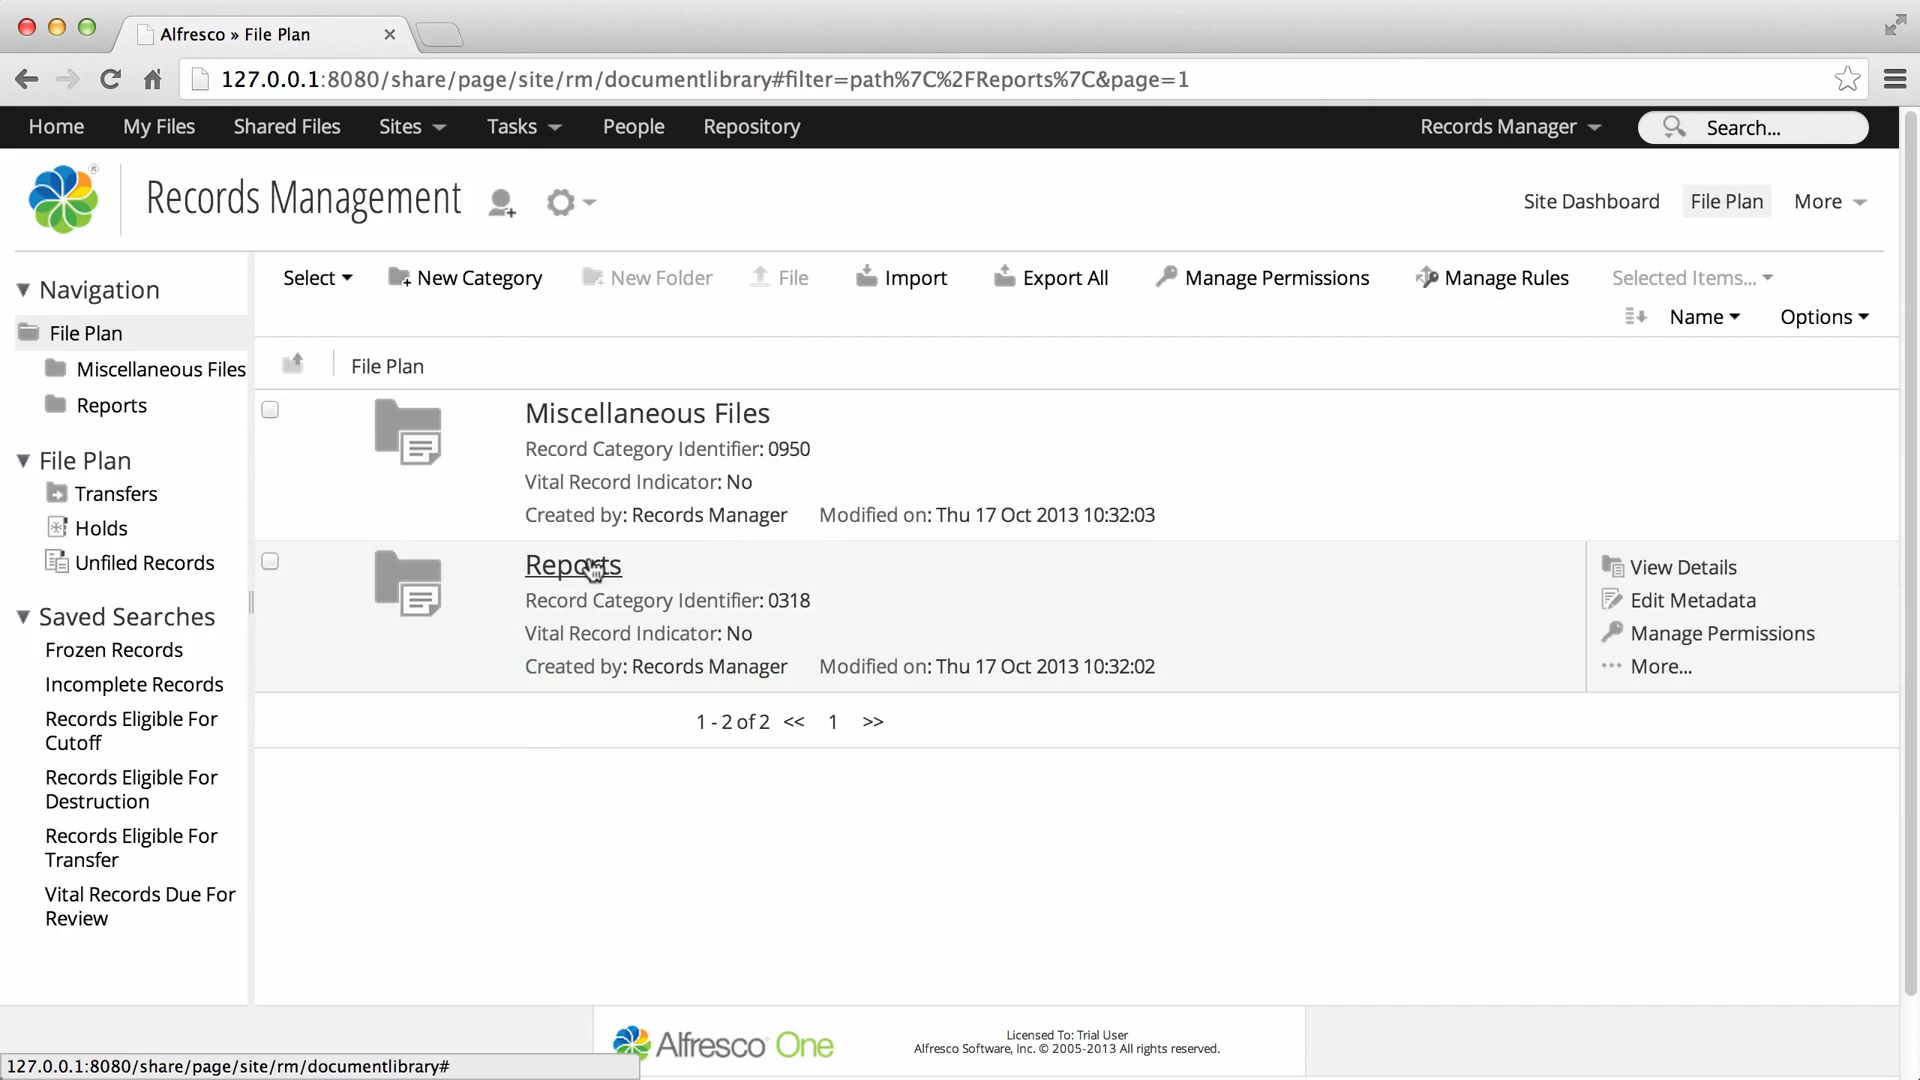 Alfresco » File Plan
127.0.0.1:8080/share/page/site/rm/documentlibrary#filter=path%7C%2FReports%7C&page=1
Home My Files Shared Files Sites Tasks People Repository Records Manager Search...
Records Management Site Dashboard File Plan More
Navigation
File Plan
Miscellaneous Files
Reports
File Plan
Transfers
Holds
Unfiled Records
Saved Searches
Frozen Records
Incomplete Records
Records Eligible For
Cutoff
Records Eligible For
Destruction
Records Eligible For
Transfer
Vital Records Due For
Review
Select New Category New Folder File Import Export All Manage Permissions Manage Rules Selected Items...
Name Options
File Plan
Miscellaneous Files
Record Category Identifier: 0950
Vital Record Indicator: No
Created by: Records Manager Modified on: Thu 17 Oct 2013 10:32:03
Reports
Record Category Identifier: 0318
Vital Record Indicator: No
Created by: Records Manager Modified on: Thu 17 Oct 2013 10:32:02
View Details
Edit Metadata
Manage Permissions
More...
1 - 2 of 2 << 1 >>
Alfresco One
Licensed To: Trial User
Alfresco Software, Inc. © 2005-2013 All rights reserved.
127.0.0.1:8080/share/page/site/rm/documentlibrary#